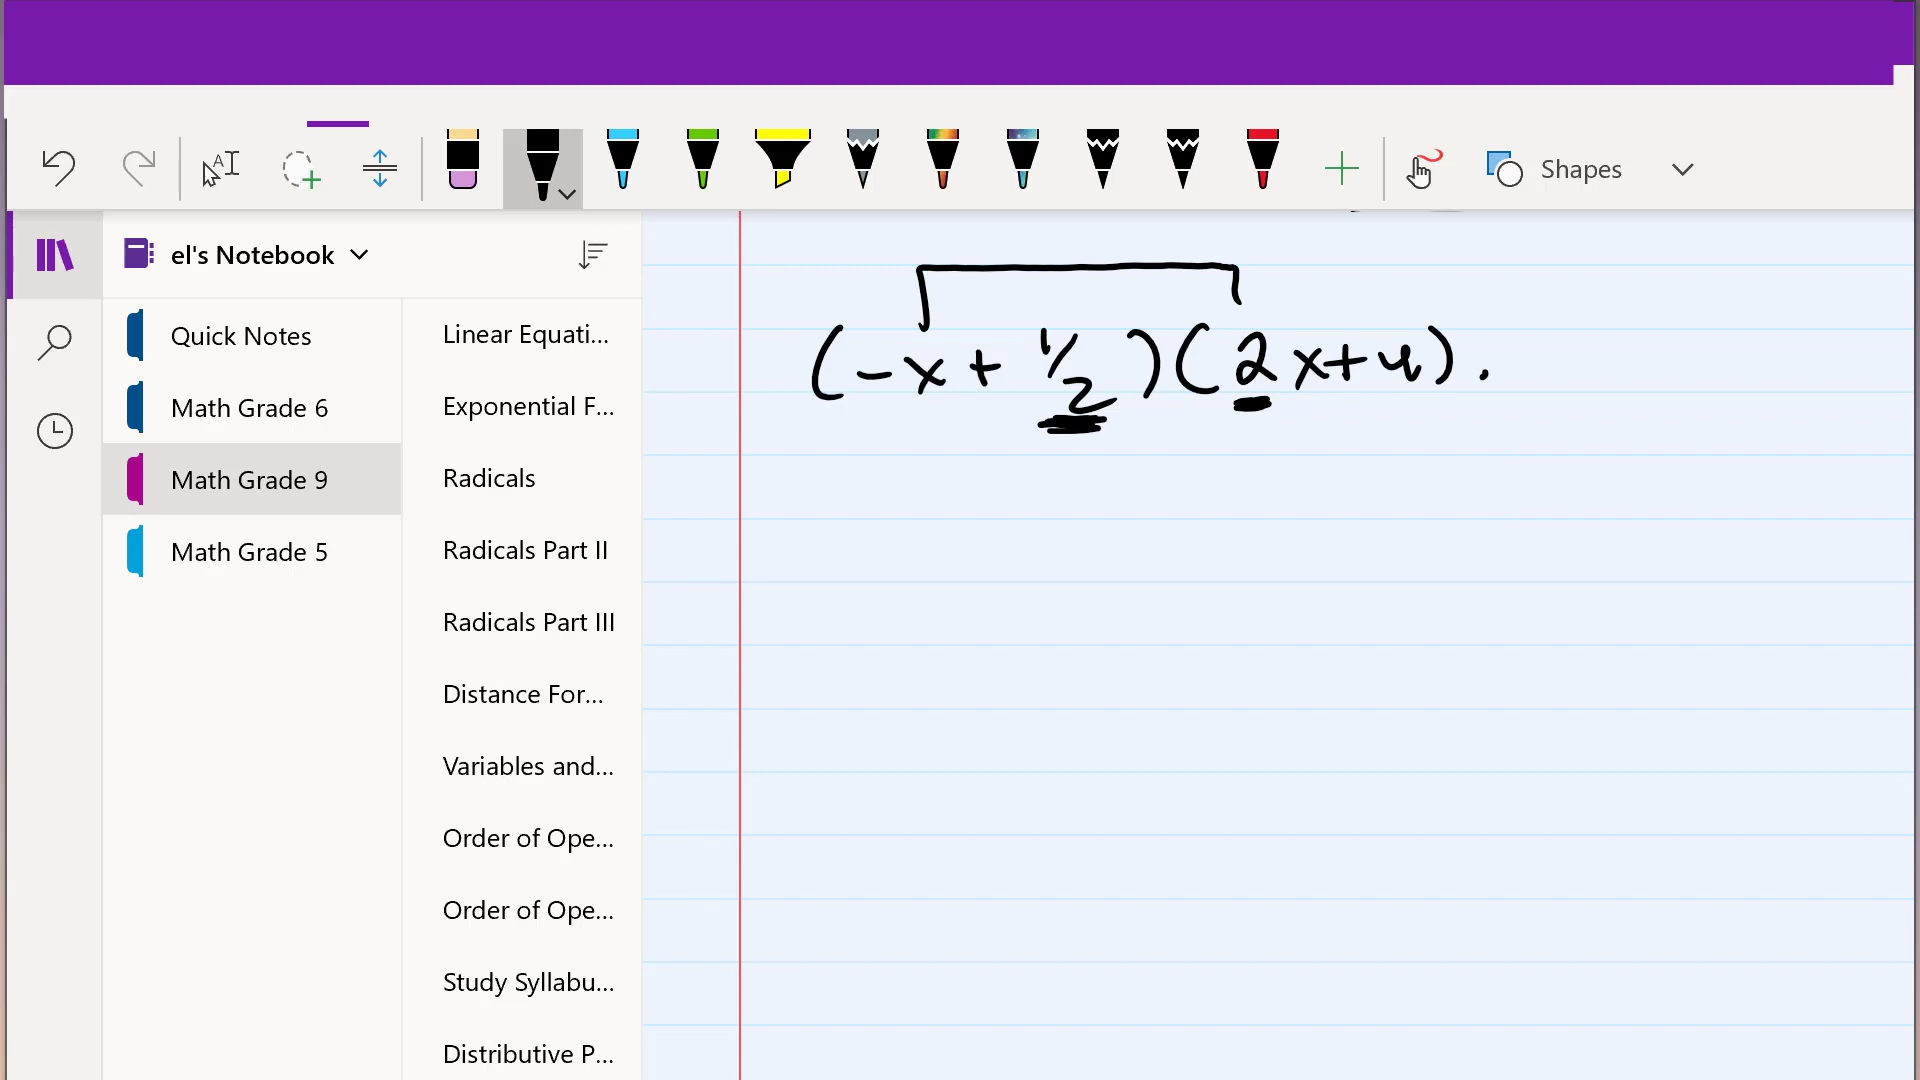 Shapes
el's Notebook
Quick Notes
Math Grade 6
Math Grade 9
Math Grade 5
Linear Equati...
Exponential F...
Radicals
Radicals Part II
Radicals Part III
Distance For...
Variables and...
Order of Ope...
Order of Ope...
Study Syllabu...
Distributive P...
(-x + 1/2)(2x+4).